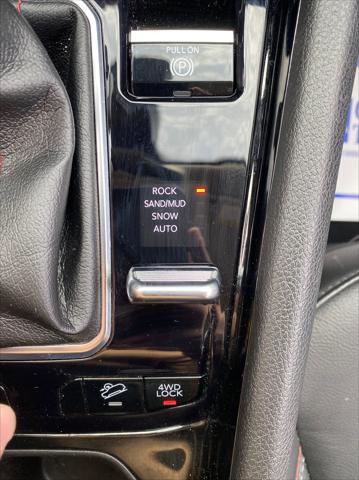 PULL ON
P
ROCK
SAND/MUD
SNOW
AUTO
4WD
LOCK